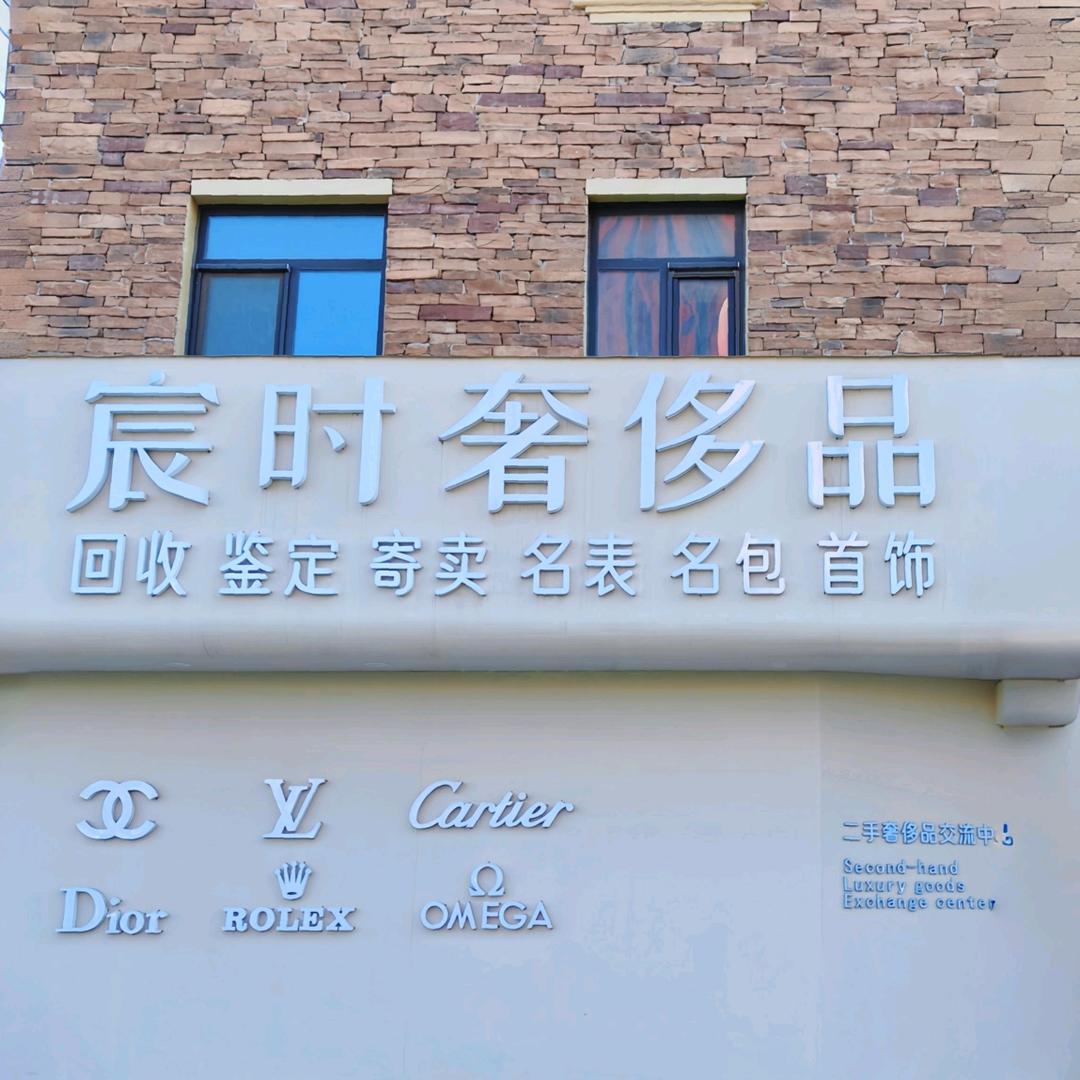 宸时奢侈品
回收 鉴定 寄卖 名表 名包 首饰
LV Cartier
Dior ROLEX OMEGA
二手奢侈品交流中
Second-hand
Luxury goods
Exchange center